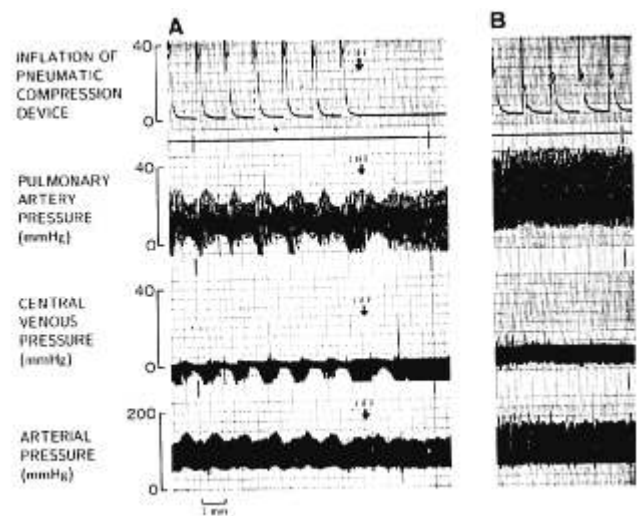 A
B
INFLATION OF
PNEUMATIC
COMPRESSION
DEVICE
40
0
PULMONARY
ARTERY
PRESSURE
(mmHg)
40
0
CENTRAL
VENOUS
PRESSURE
(mmHg)
40
0
ARTERIAL
PRESSURE
(mmHg)
200
100
0
1 min